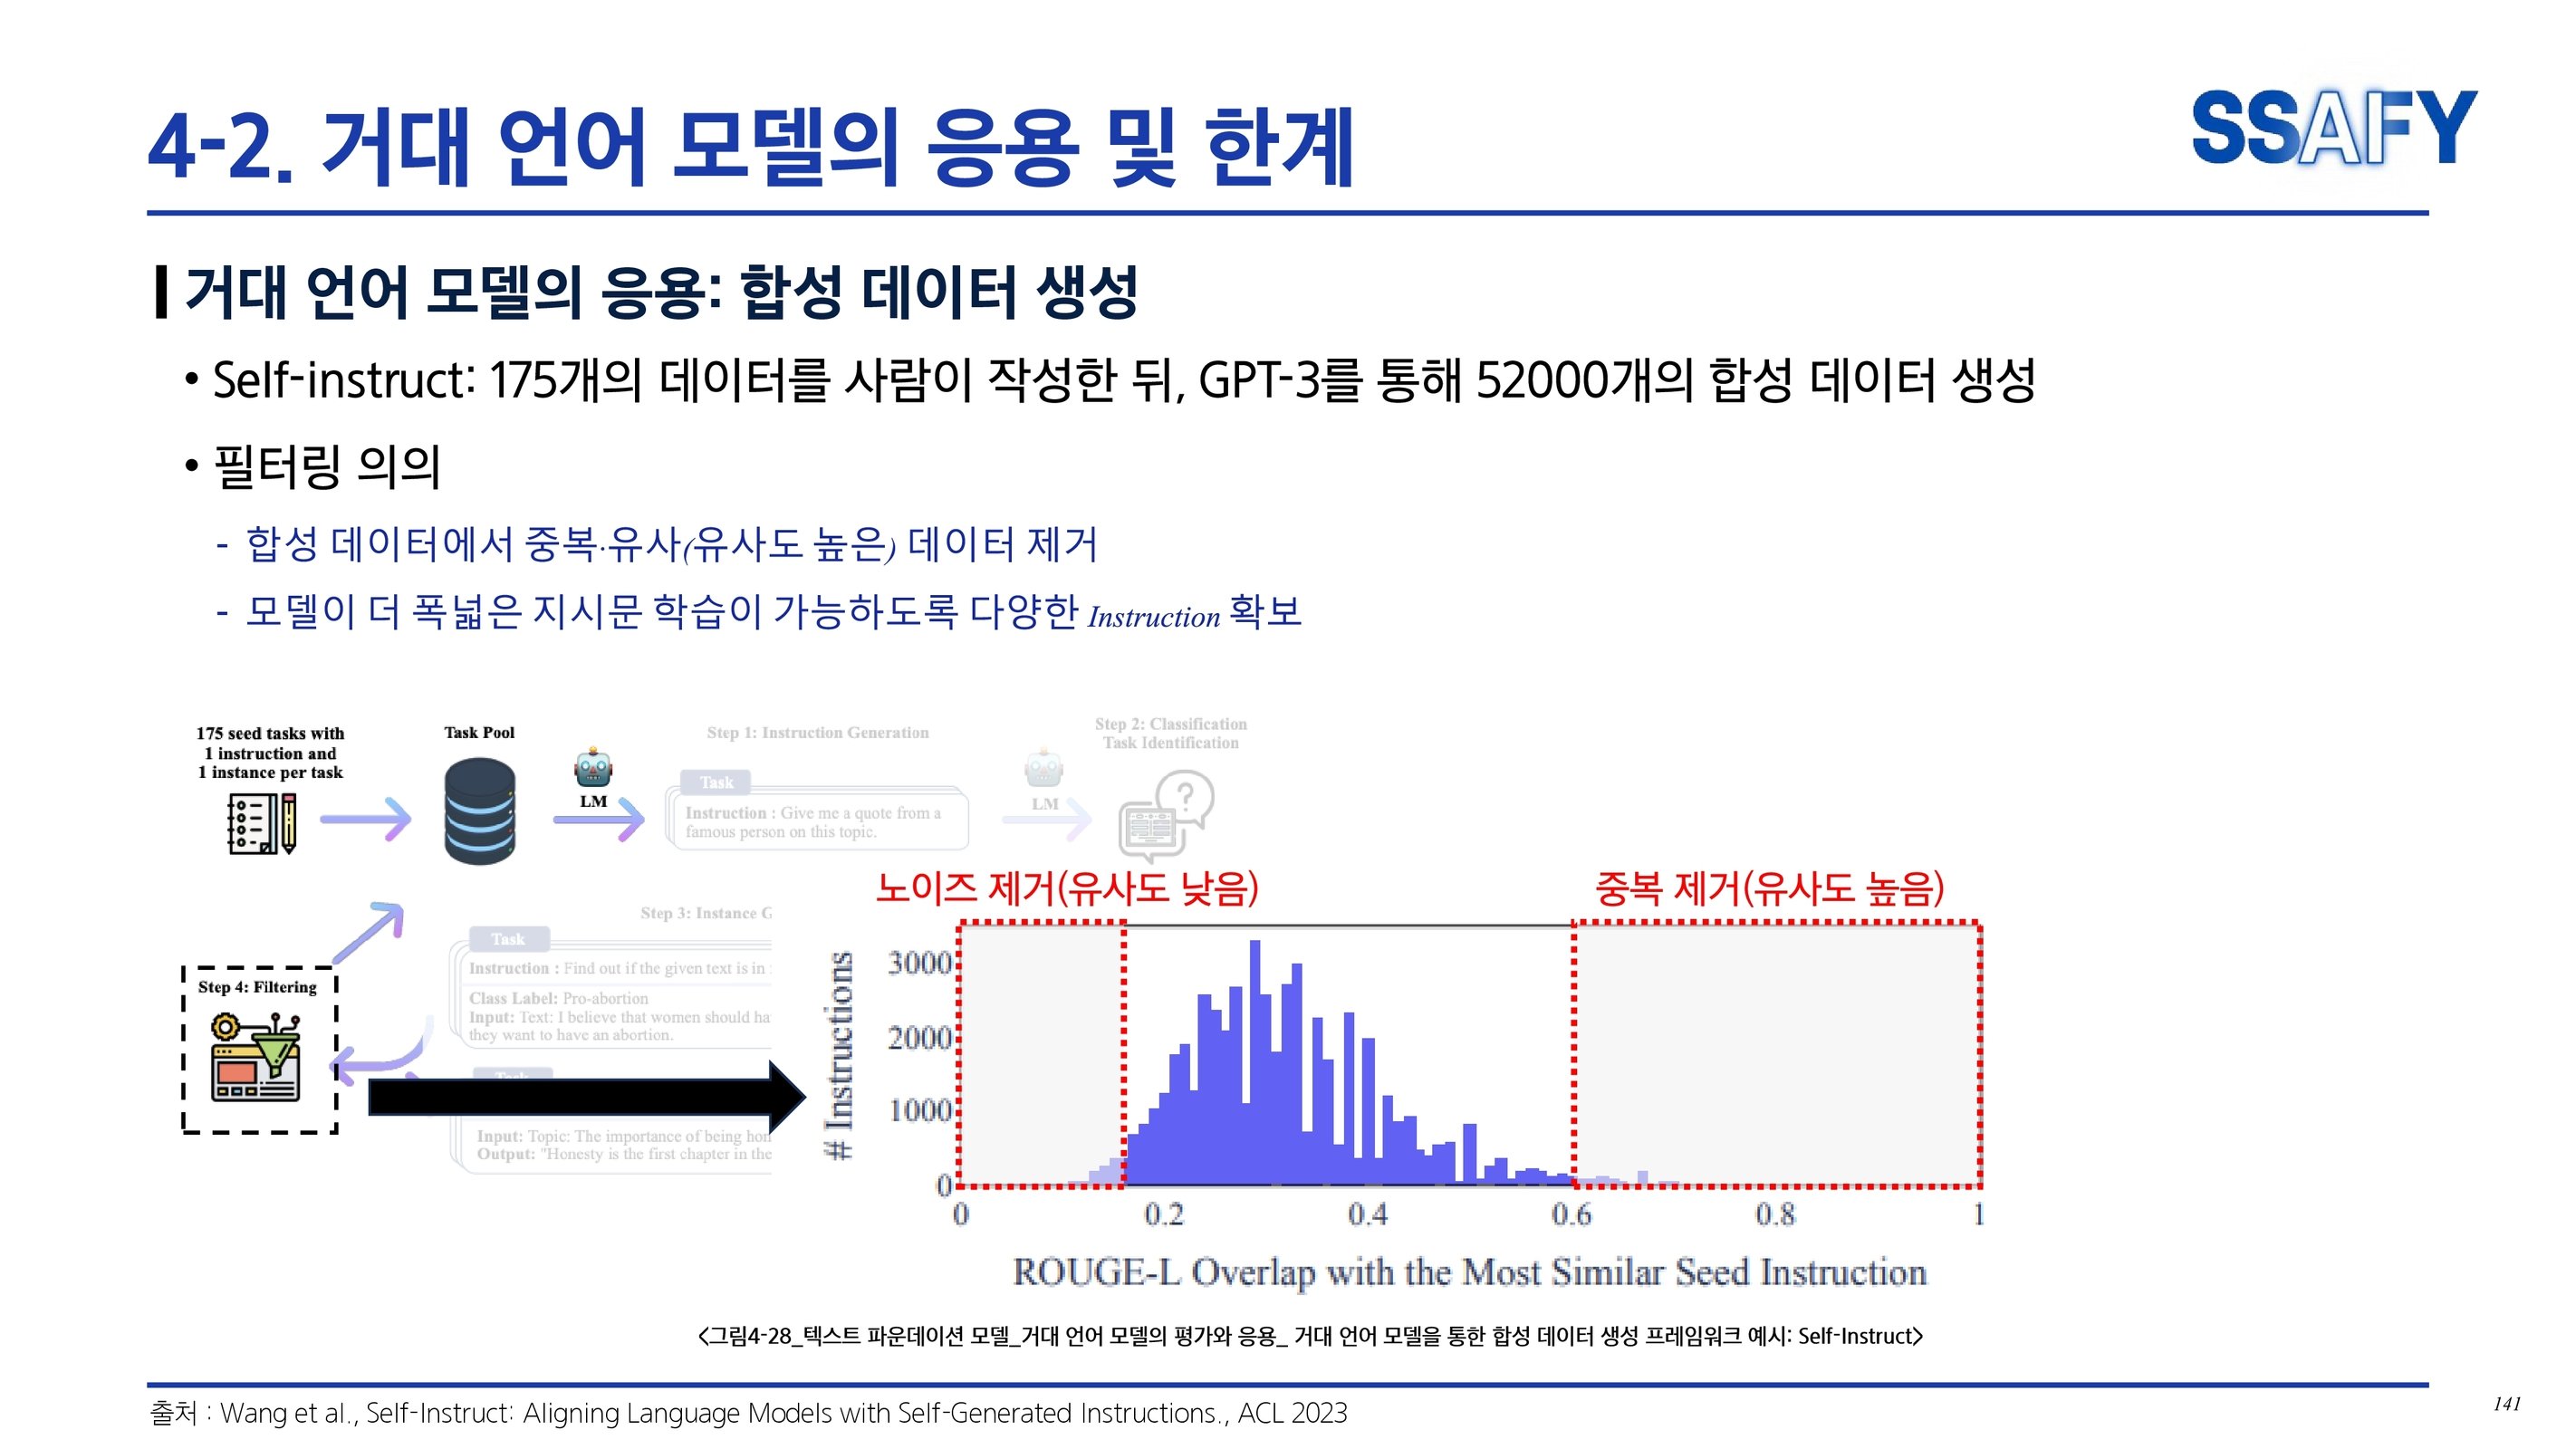 4-2. 거대 언어 모델의 응용 및 한계
SSAFY
거대 언어 모델의 응용: 합성 데이터 생성
• Self-instruct: 175개의 데이터를 사람이 작성한 뒤, GPT-3를 통해 52000개의 합성 데이터 생성
• 필터링 의의
- 합성 데이터에서 중복·유사(유사도 높은) 데이터 제거
- 모델이 더 폭넓은 지시문 학습이 가능하도록 다양한 Instruction 확보
175 seed tasks with
1 instruction and
1 instance per task
Task Pool
LM
Step 1: Instruction Generation
Task
Instruction : Give me a quote from a
famous person on this topic.
LM
Step 2: Classification
Task Identification
Step 3: Instance G
Task
Instruction : Find out if the given text is in
Class Label: Pro-abortion
Input: Text: I believe that women should ha
they want to have an abortion.
Task
Input: Topic: The importance of being hon
Output: "Honesty is the first chapter in the
Step 4: Filtering
노이즈 제거(유사도 낮음)
중복 제거(유사도 높음)
# Instructions
3000
2000
1000
0
0 0.2 0.4 0.6 0.8 1
ROUGE-L Overlap with the Most Similar Seed Instruction
<그림4-28_텍스트 파운데이션 모델_거대 언어 모델의 평가와 응용_ 거대 언어 모델을 통한 합성 데이터 생성 프레임워크 예시: Self-Instruct>
출처 : Wang et al., Self-Instruct: Aligning Language Models with Self-Generated Instructions., ACL 2023
141